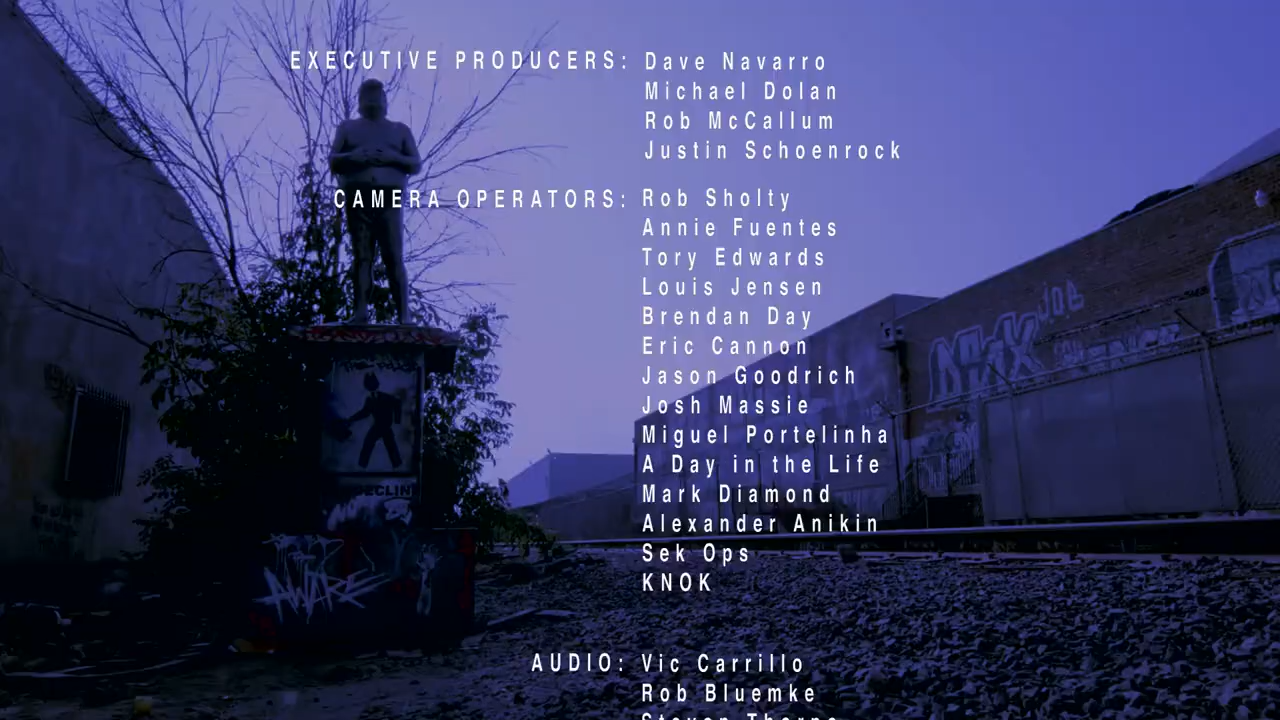 EXECUTIVE PRODUCERS: Dave Navarro
Michael Dolan
Rob McCallum
Justin Schoenrock
CAMERA OPERATORS: Rob Sholty
Annie Fuentes
Tory Edwards
Louis Jensen
Brendan Day
Eric Cannon
Jason Goodrich
Josh Massie
Miguel Portelinha
A Day in the Life
Mark Diamond
Alexander Anikin
Sek Ops
KNOK
AUDIO: Vic Carrillo
Rob Bluemke
AWARE